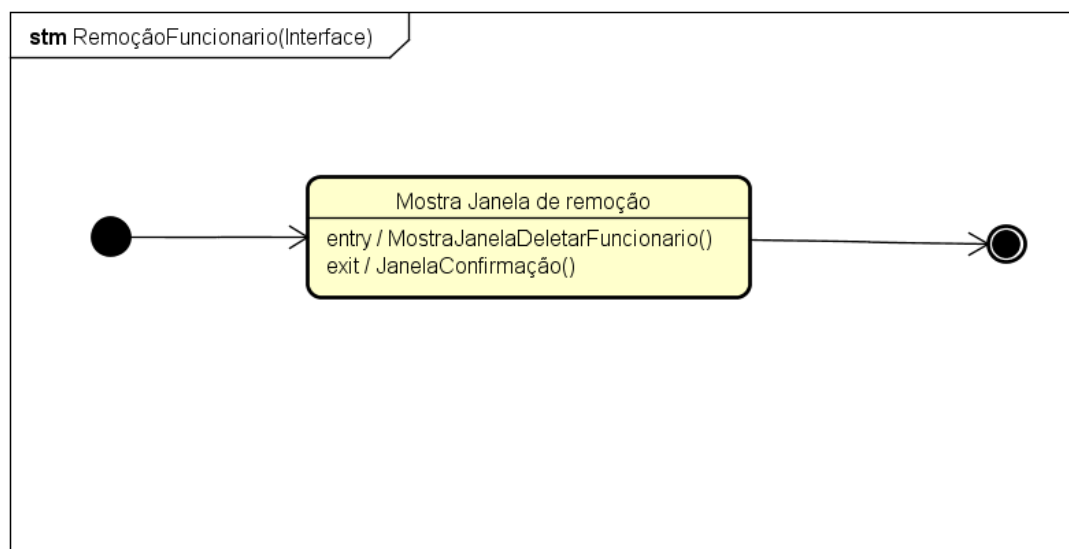 stm RemoçãoFuncionario(Interface)
Mostra Janela de remoção
entry / MostraJanelaDeletarFuncionario()
exit / JanelaConfirmação()